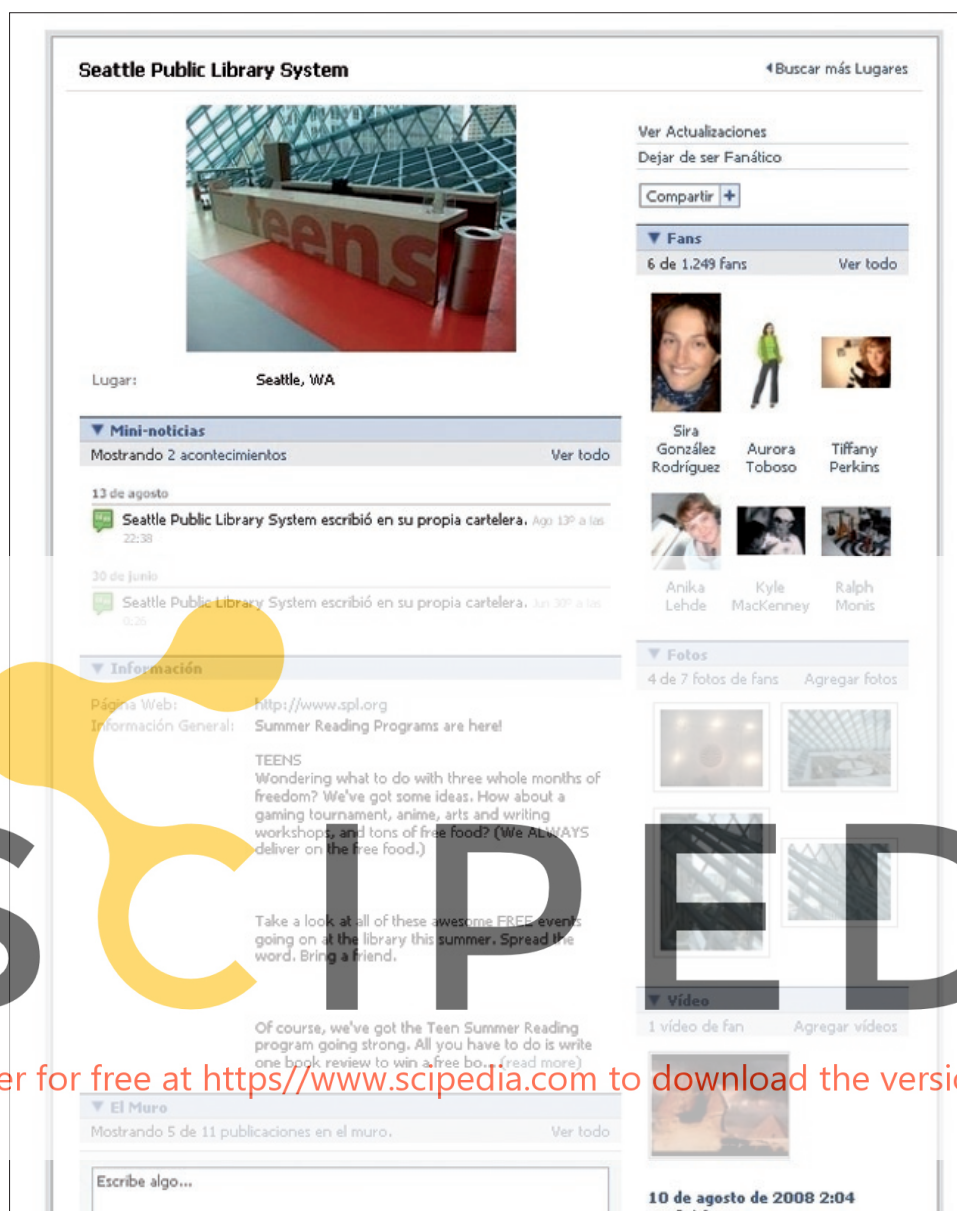 Seattle Public Library System
Buscar más Lugares
teens
Lugar: Seattle, WA
Mini-noticias
Mostrando 2 acontecimientos Ver todo
13 de agosto
Seattle Public Library System escribió en su propia cartelera. Ago 13º a las
22:38
30 de junio
Seattle Public Library System escribió en su propia cartelera. Jun 30º a las
0:26
Información
Página Web: http://www.spl.org
Información General: Summer Reading Programs are here!
TEENS
Wondering what to do with three whole months of
freedom? We've got some ideas. How about a
gaming tournament, anime, arts and writing
workshops, and tons of free food? (We ALWAYS
deliver on the free food.)
Take a look at all of these awesome FREE events
going on at the library this summer. Spread the
word. Bring a friend.
Of course, we've got the Teen Summer Reading
program going strong. All you have to do is write
one book review to win a free bo... (read more)
El Muro
Mostrando 5 de 11 publicaciones en el muro. Ver todo
Escribe algo...
Ver Actualizaciones
Dejar de ser Fanático
Compartir +
Fans
6 de 1.249 fans Ver todo
Sira González Rodríguez
Aurora Toboso
Tiffany Perkins
Anika Lehde
Kyle MacKenney
Ralph Monis
Fotos
4 de 7 fotos de fans Agregar fotos
Vídeo
1 vídeo de fan Agregar vídeos
10 de agosto de 2008 2:04
SCIPED
er for free at https//www.scipedia.com to download the versi